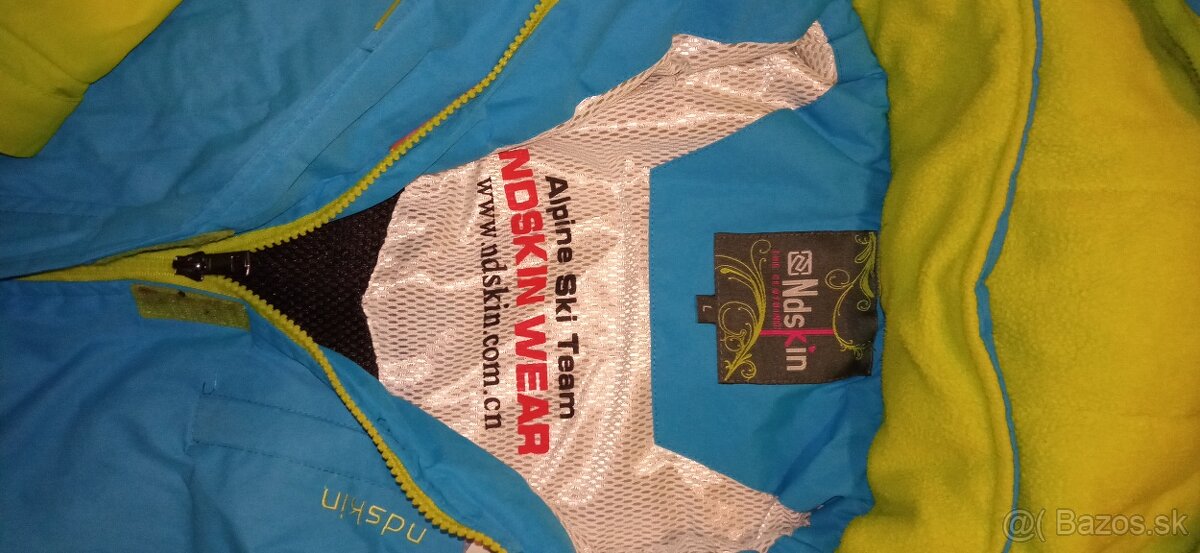 Alpine Ski Team
NDSKIN WEAR
www.ndskin.com.cn
Ndskin
L
ndskin
@( Bazos.sk